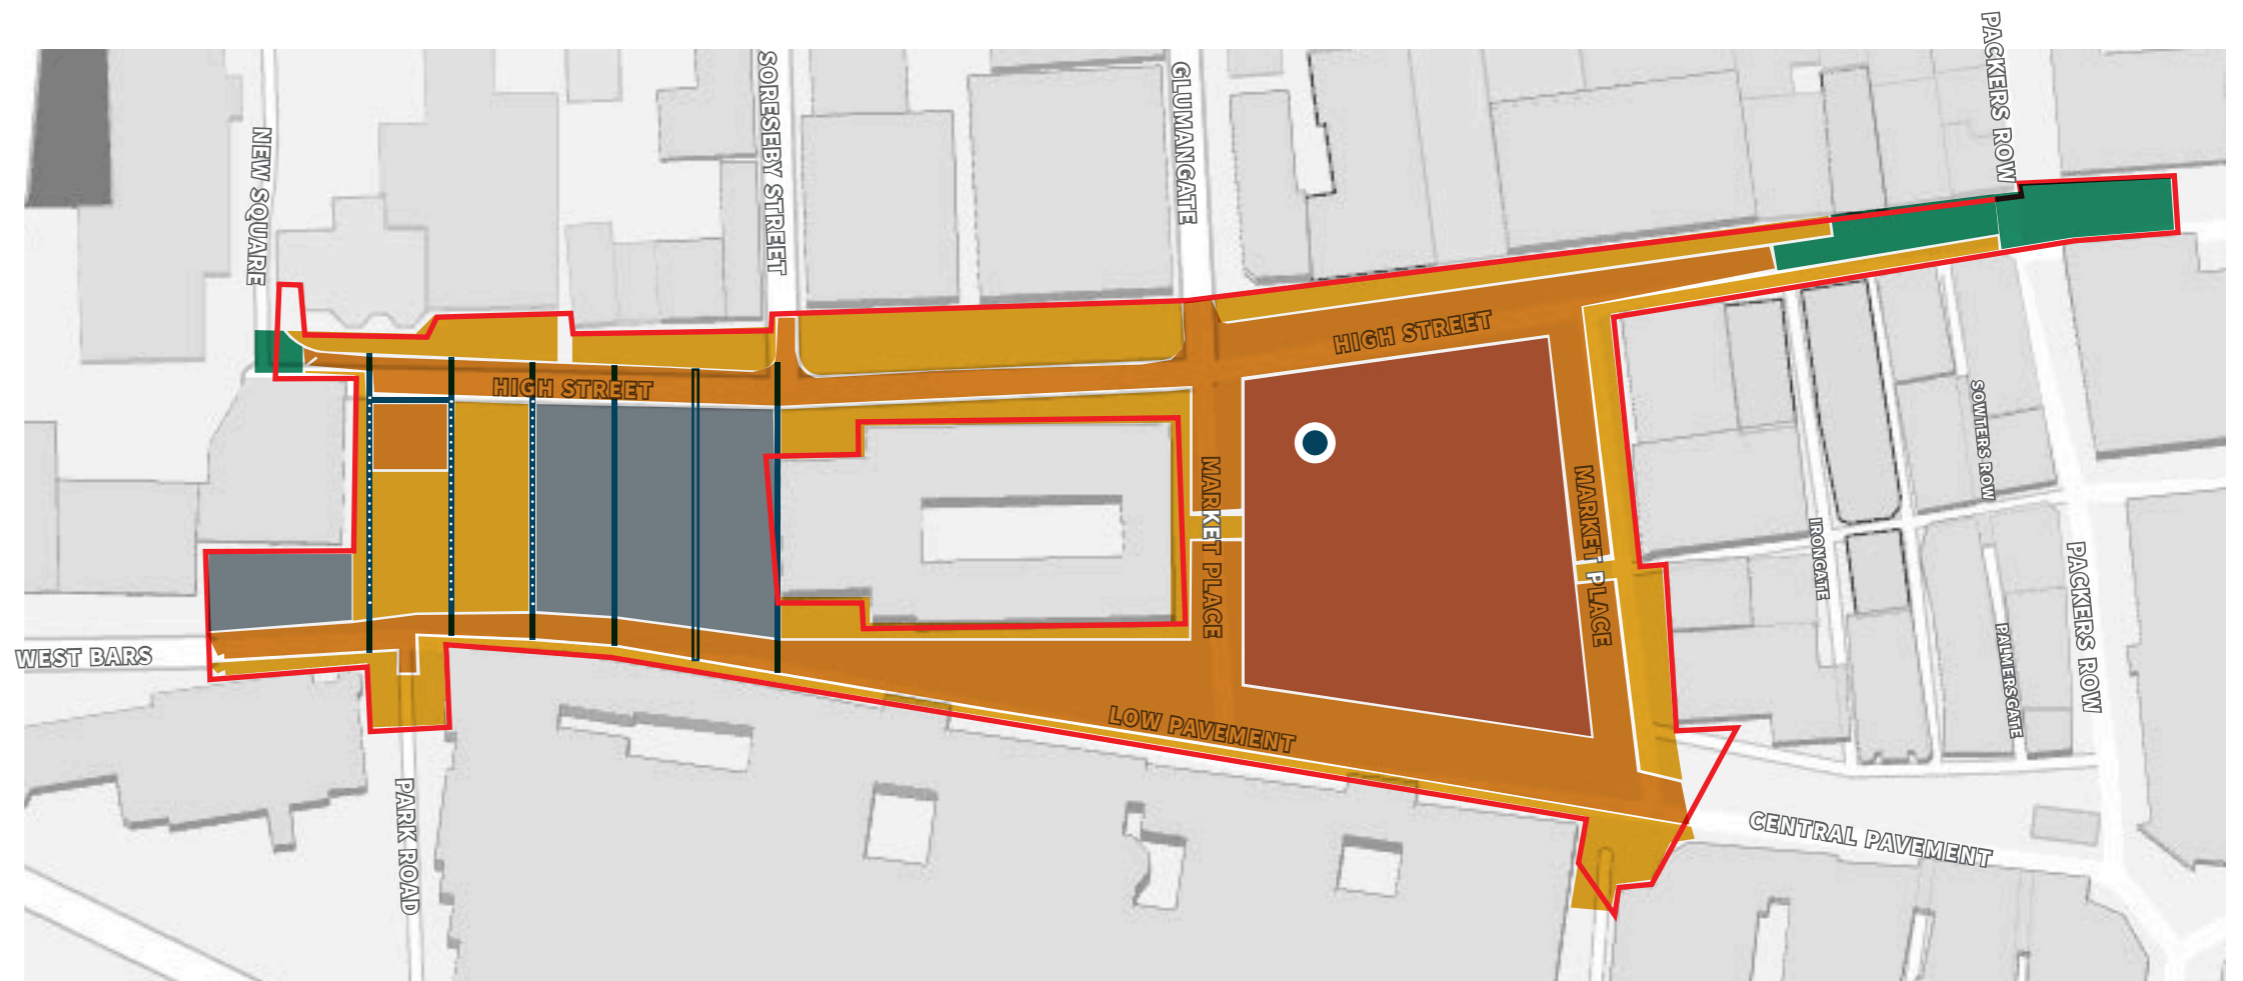 PACKERS ROW
SORESEBY STREET
GLUMANGATE
NEW SQUARE
HIGH STREET
HIGH STREET
MARKET PLACE
MARKET PLACE
SOWTERS ROW
IRONGATE
PACKERS ROW
PALMERSGATE
WEST BARS
LOW PAVEMENT
PARK ROAD
CENTRAL PAVEMENT